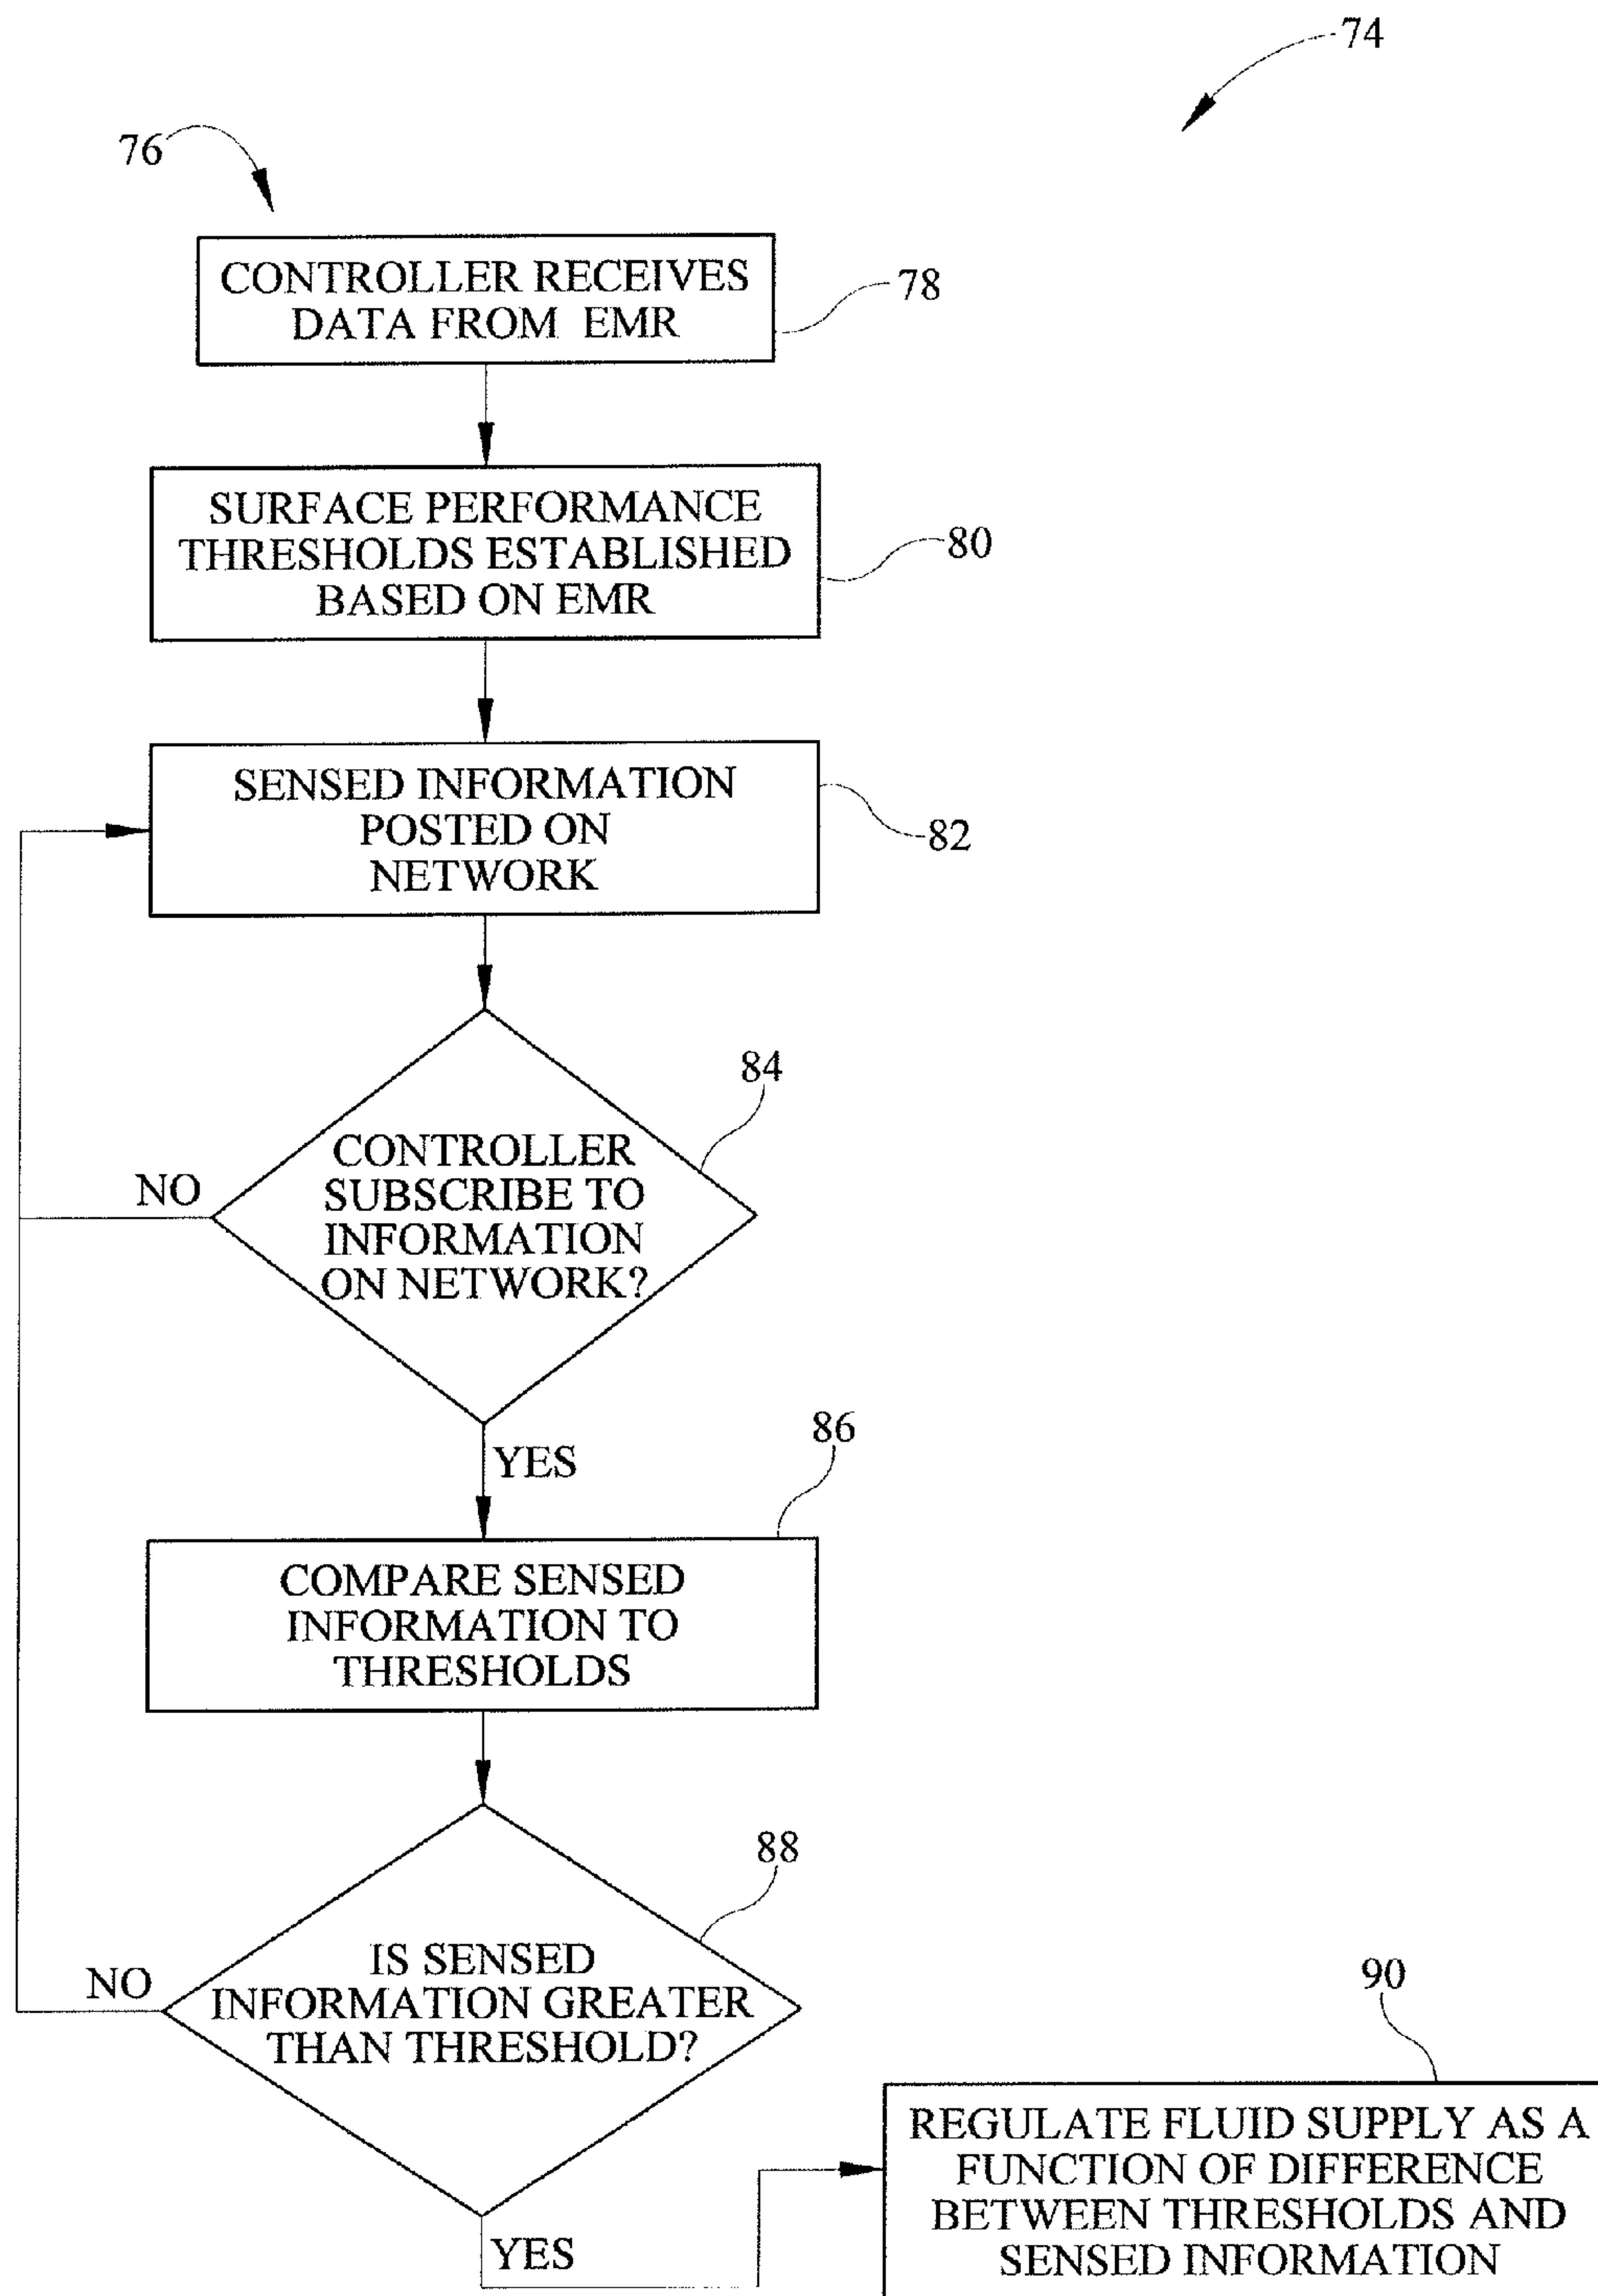 74
76
CONTROLLER RECEIVES
DATA FROM EMR
78
SURFACE PERFORMANCE
THRESHOLDS ESTABLISHED
BASED ON EMR
80
SENSED INFORMATION
POSTED ON
NETWORK
82
84
CONTROLLER
SUBSCRIBE TO
INFORMATION
ON NETWORK?
NO
YES
86
COMPARE SENSED
INFORMATION TO
THRESHOLDS
88
IS SENSED
INFORMATION GREATER
THAN THRESHOLD?
NO
YES
90
REGULATE FLUID SUPPLY AS A
FUNCTION OF DIFFERENCE
BETWEEN THRESHOLDS AND
SENSED INFORMATION